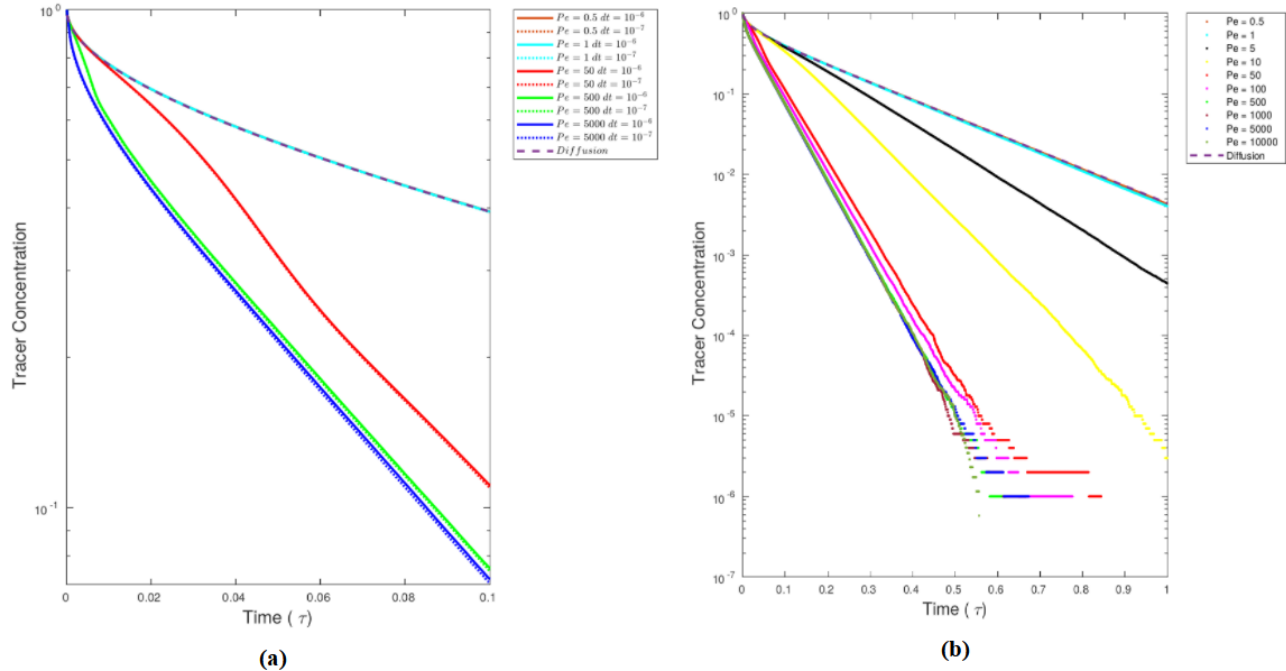 10^0
10^-1
Tracer Concentration
0
0.02
0.04
0.06
0.08
0.1
Time ( τ)
Pe = 0.5 dt = 10^-6
Pe = 0.5 dt = 10^-7
Pe = 1 dt = 10^-6
Pe = 1 dt = 10^-7
Pe = 50 dt = 10^-6
Pe = 50 dt = 10^-7
Pe = 500 dt = 10^-6
Pe = 500 dt = 10^-7
Pe = 5000 dt = 10^-6
Pe = 5000 dt = 10^-7
Diffusion
(a)
10^0
10^-1
10^-2
10^-3
10^-4
10^-5
10^-6
10^-7
Tracer Concentration
0
0.1
0.2
0.3
0.4
0.5
0.6
0.7
0.8
0.9
1
Time ( τ)
Pe = 0.5
Pe = 1
Pe = 5
Pe = 10
Pe = 50
Pe = 100
Pe = 500
Pe = 1000
Pe = 5000
Pe = 10000
Diffusion
(b)